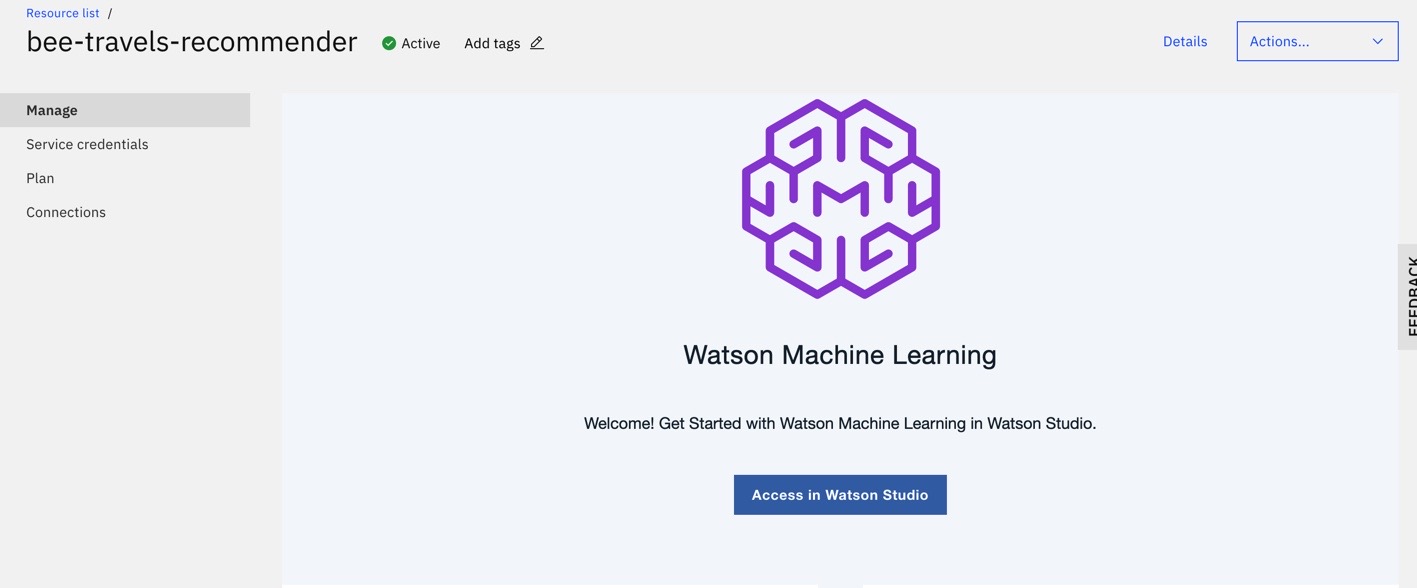 Resource list /
bee-travels-recommender Active Add tags Details Actions...
Manage
Service credentials
Plan
Connections
Watson Machine Learning
Welcome! Get Started with Watson Machine Learning in Watson Studio.
Access in Watson Studio
FEEDBACK